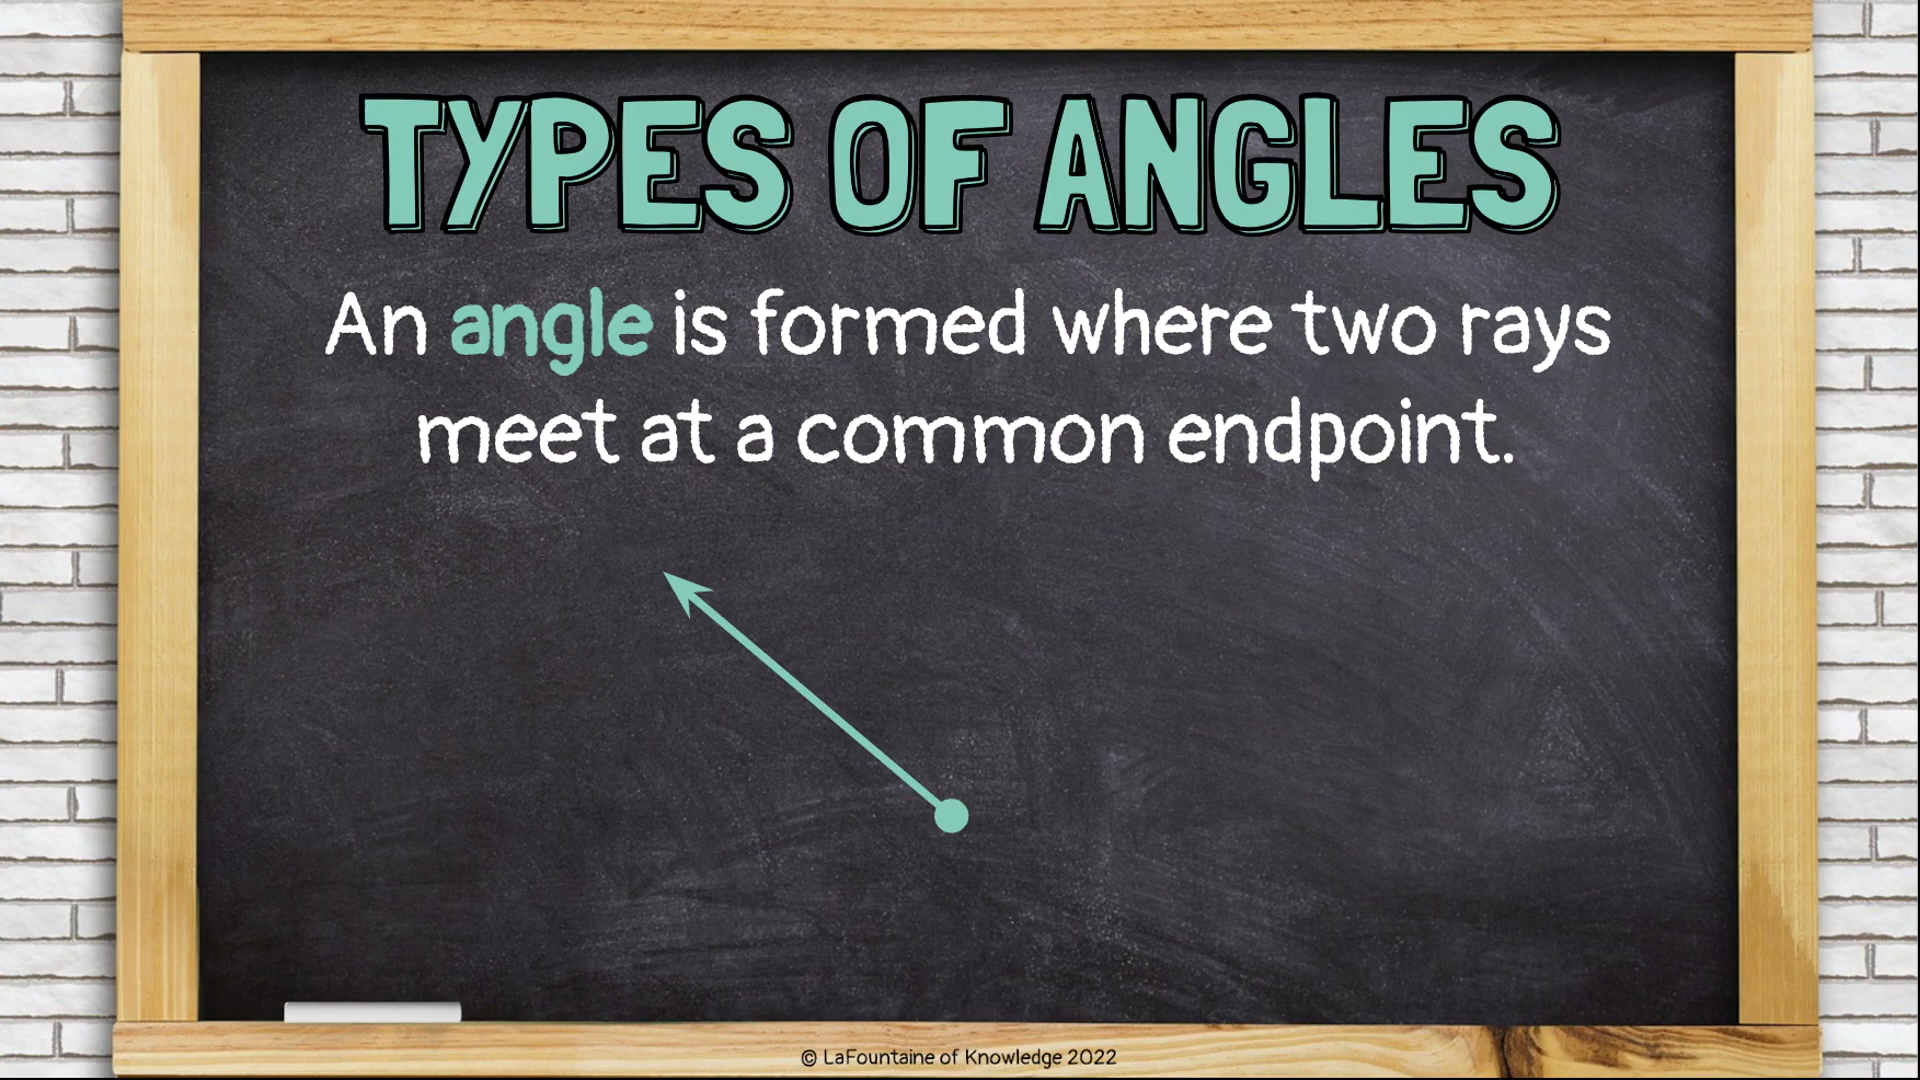 TYPES OF ANGLES
An angle is formed where two rays
meet at a common endpoint.
© LaFountaine of Knowledge 2022